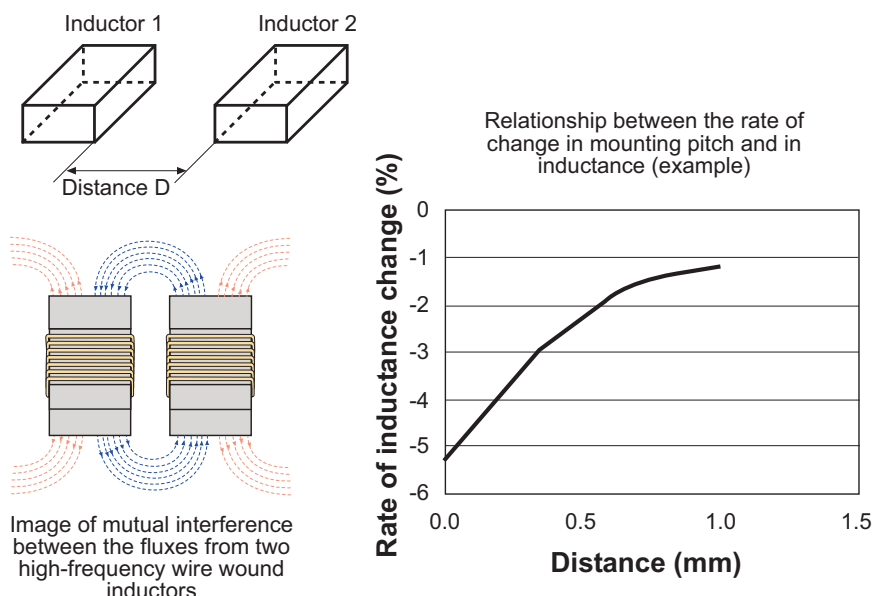 Inductor 1
Inductor 2
Distance D
Image of mutual interference
between the fluxes from two
high-frequency wire wound
inductors
Relationship between the rate of
change in mounting pitch and in
inductance (example)
Rate of inductance change (%)
0
-1
-2
-3
-4
-5
-6
0.0
0.5
1.0
1.5
Distance (mm)